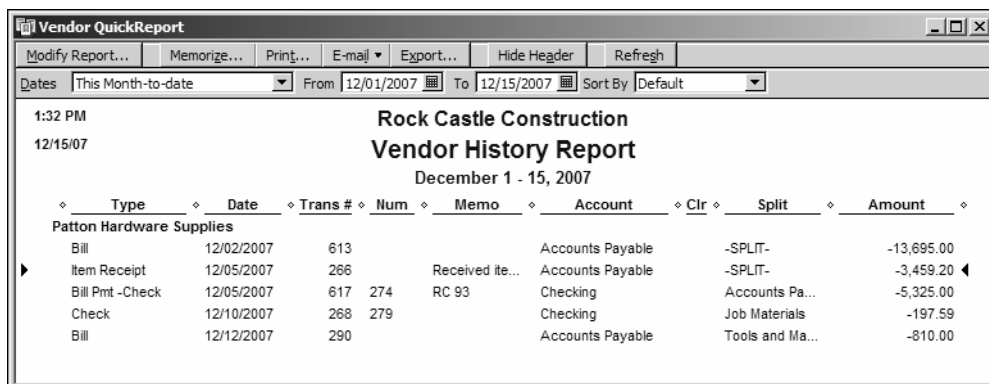 Vendor QuickReport
Modify Report... Memorize... Print... E-mail Export... Hide Header Refresh
Dates This Month-to-date From 12/01/2007 To 12/15/2007 Sort By Default
1:32 PM
Rock Castle Construction
12/15/07
Vendor History Report
December 1 - 15, 2007
Type Date Trans # Num Memo Account Clr Split Amount
Patton Hardware Supplies
Bill 12/02/2007 613 Accounts Payable -SPLIT- -13,695.00
Item Receipt 12/05/2007 266 Received ite... Accounts Payable -SPLIT- -3,459.20
Bill Pmt -Check 12/05/2007 617 274 RC 93 Checking Accounts Pa... -5,325.00
Check 12/10/2007 268 279 Checking Job Materials -197.59
Bill 12/12/2007 290 Accounts Payable Tools and Ma... -810.00